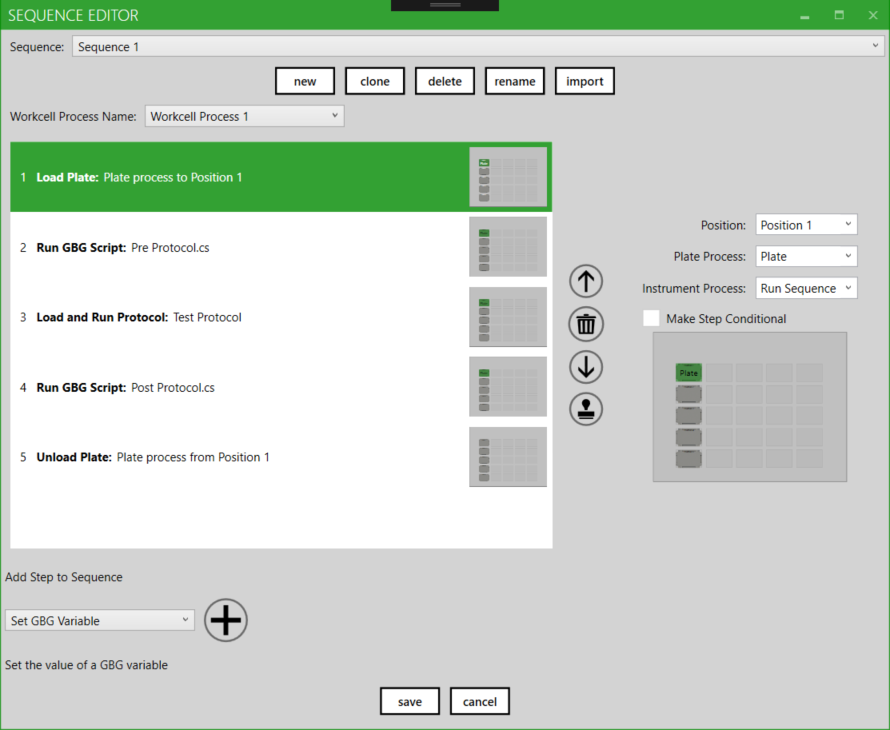 SEQUENCE EDITOR
Sequence: Sequence 1
new clone delete rename import
Workcell Process Name: Workcell Process 1
1 Load Plate: Plate process to Position 1
2 Run GBG Script: Pre Protocol.cs
3 Load and Run Protocol: Test Protocol
4 Run GBG Script: Post Protocol.cs
5 Unload Plate: Plate process from Position 1
Position: Position 1
Plate Process: Plate
Instrument Process: Run Sequence
Make Step Conditional
Plate
Add Step to Sequence
Set GBG Variable
Set the value of a GBG variable
save cancel